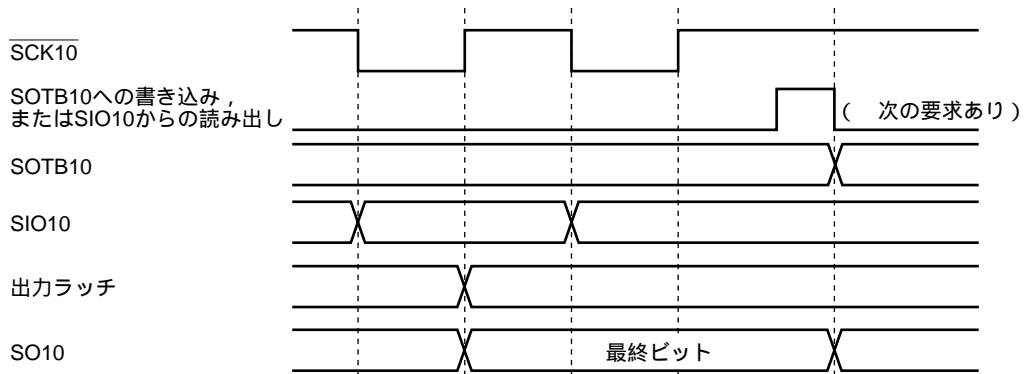 SCK10
SOTB10への書き込み，
またはSIO10からの読み出し
( 次の要求あり )
SOTB10
SIO10
出力ラッチ
SO10
最終ビット